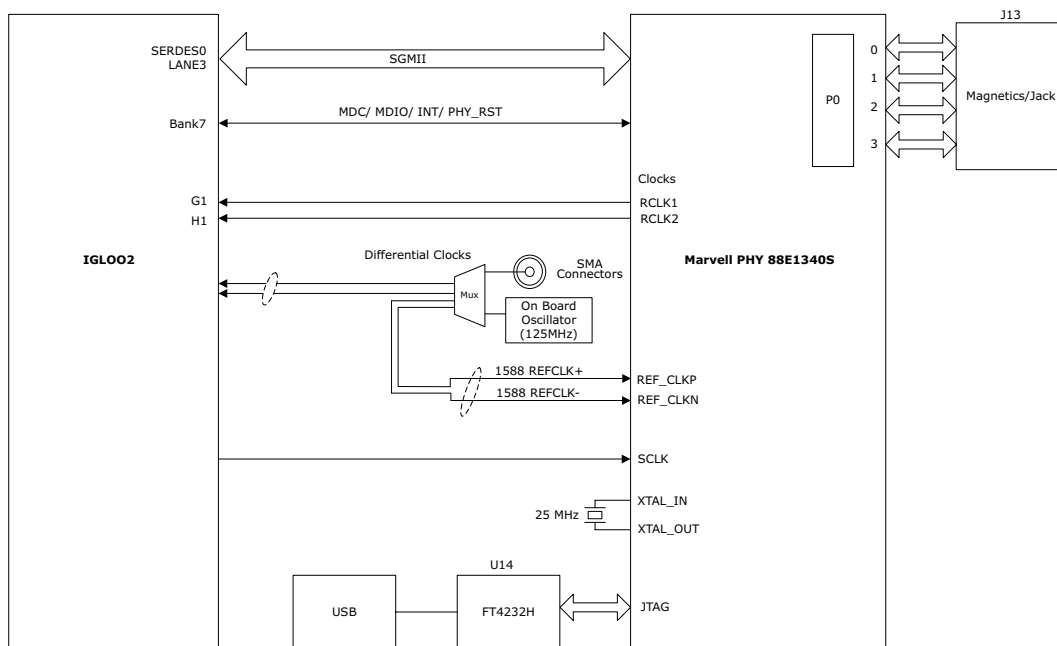 J13
SERDES0
LANE3
SGMII
P0
0
1
2
3
Magnetics/Jack
Bank7
MDC/ MDIO/ INT/ PHY_RST
Clocks
G1
RCLK1
H1
RCLK2
IGLOO2
Differential Clocks
SMA
Connectors
Marvell PHY 88E1340S
Mux
On Board
Oscillator
(125MHz)
1588 REFCLK+
REF_CLKP
1588 REFCLK-
REF_CLKN
SCLK
XTAL_IN
25 MHz
XTAL_OUT
U14
USB
FT4232H
JTAG